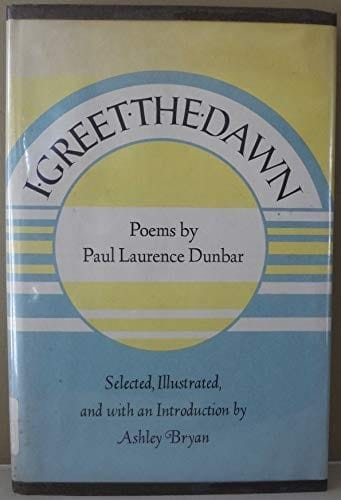 I·GREET·THE·DAWN
Poems by
Paul Laurence Dunbar
Selected, Illustrated,
and with an Introduction by
Ashley Bryan